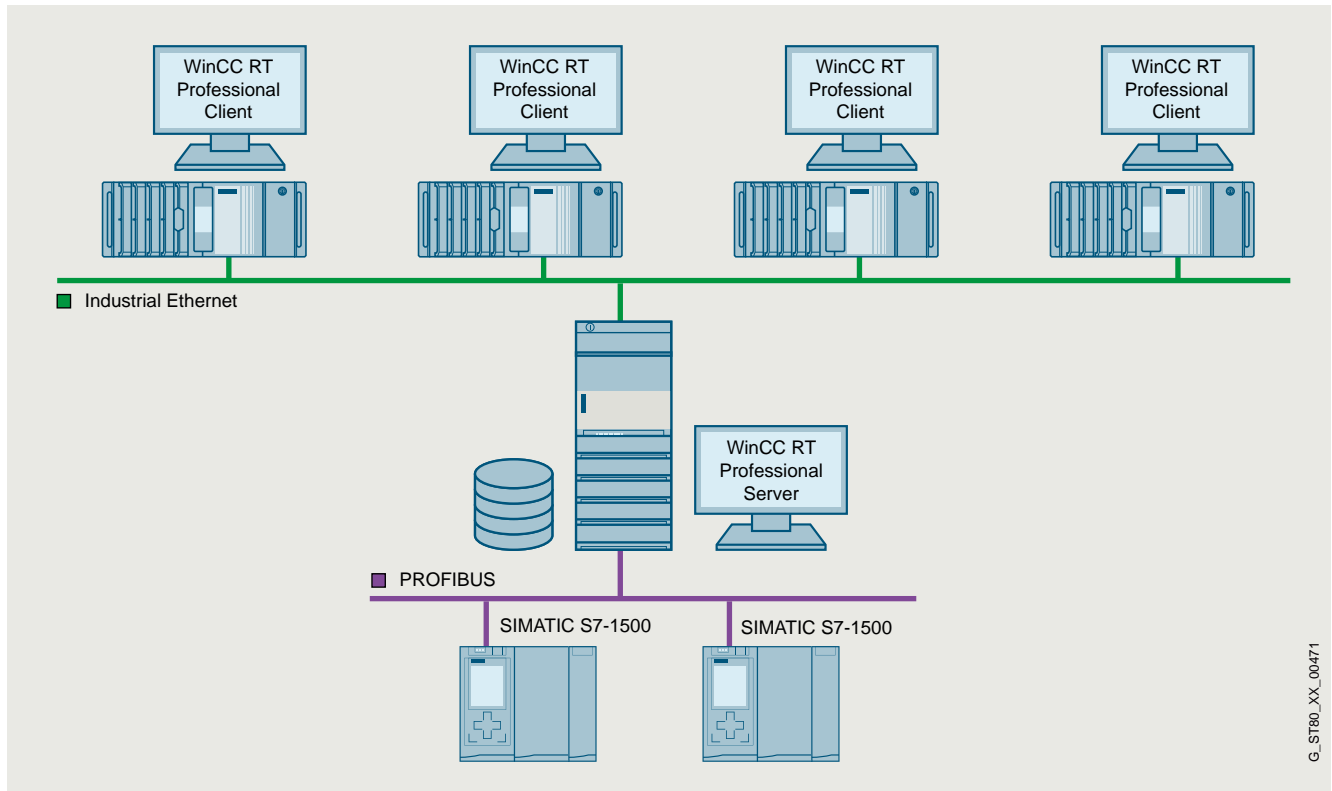 WinCC RT
Professional
Client
WinCC RT
Professional
Client
WinCC RT
Professional
Client
WinCC RT
Professional
Client
Industrial Ethernet
WinCC RT
Professional
Server
PROFIBUS
SIMATIC S7-1500
SIMATIC S7-1500
G_ST80_XX_00471